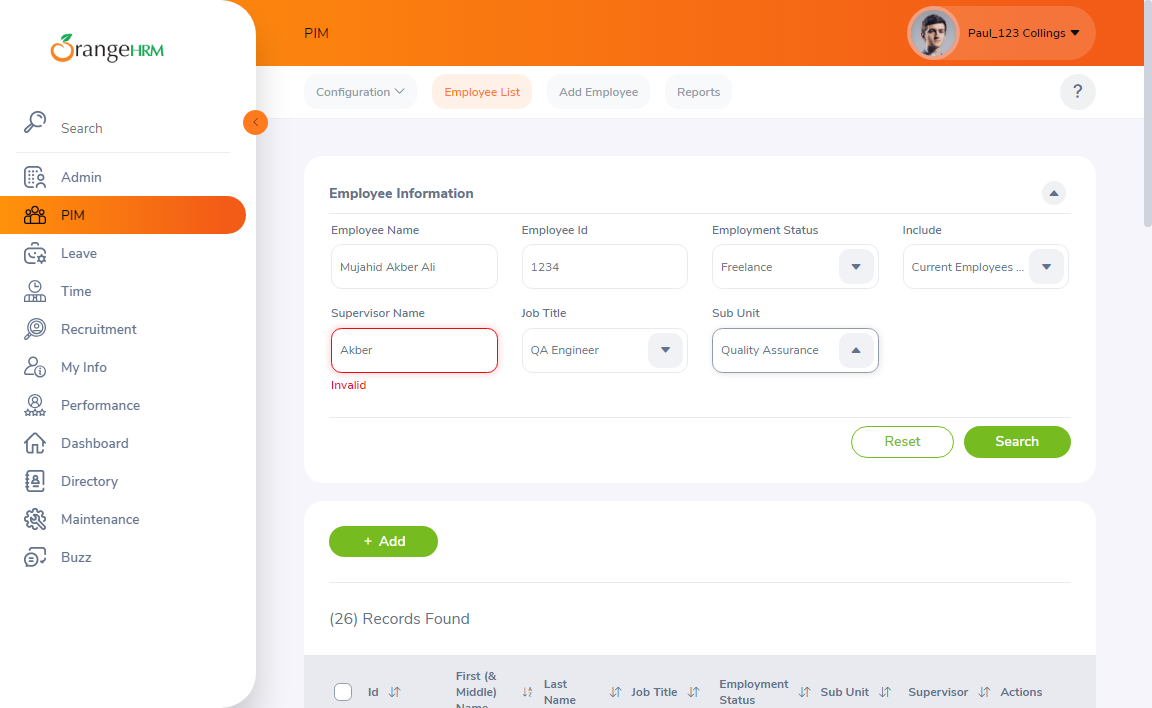 OrangeHRM
PIM
Paul_123 Collings
Configuration
Employee List
Add Employee
Reports
?
Search
Admin
PIM
Leave
Time
Recruitment
My Info
Performance
Dashboard
Directory
Maintenance
Buzz
Employee Information
Employee Name
Employee Id
Employment Status
Include
Mujahid Akber Ali
1234
Freelance
Current Employees ...
Supervisor Name
Job Title
Sub Unit
Akber
QA Engineer
Quality Assurance
Invalid
Reset
Search
+ Add
(26) Records Found
Id
First (& Middle) Name
Last Name
Job Title
Employment Status
Sub Unit
Supervisor
Actions